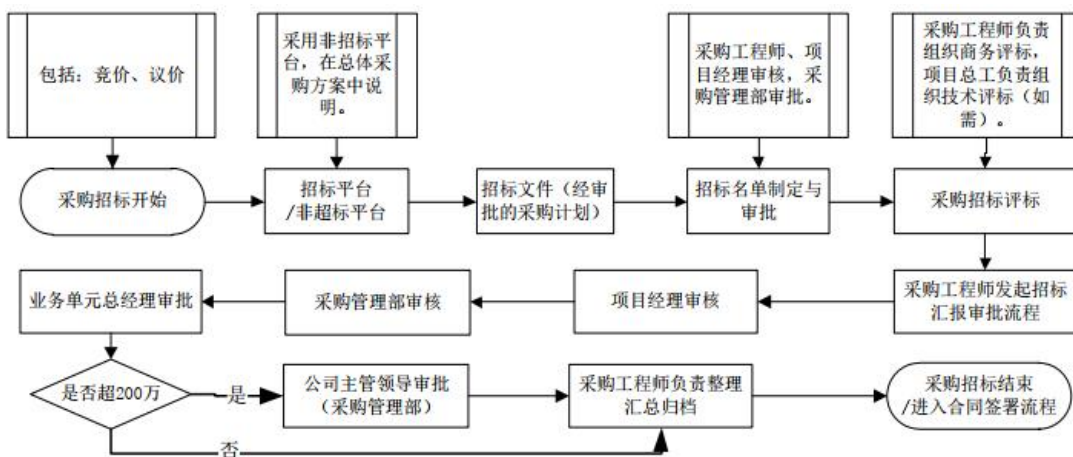 包括：竞价、议价
采用非招标平
台，在总体采
购方案中说
明。
采购工程师、项
目经理审核，采
购管理部审批。
采购工程师负责
组织商务评标，
项目总工负责组
织技术评标（如
需）。
采购招标开始
招标平台
/非超标平台
招标文件（经审
批的采购计划）
招标名单制定与
审批
采购招标评标
业务单元总经理审批
采购管理部审核
项目经理审核
采购工程师发起招标
汇报审批流程
是否超200万
是
公司主管领导审批
（采购管理部）
采购工程师负责整理
汇总归档
采购招标结束
/进入合同签署流程
否